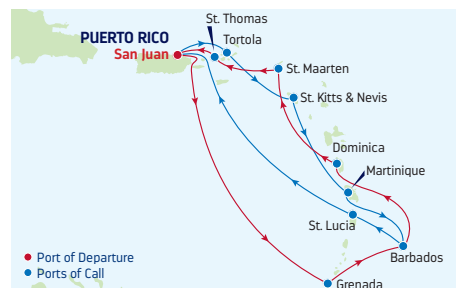 St. Thomas
PUERTO RICO
Tortola
San Juan
St. Maarten
St. Kitts & Nevis
Dominica
Martinique
St. Lucia
Barbados
Port of Departure
Ports of Call
Grenada